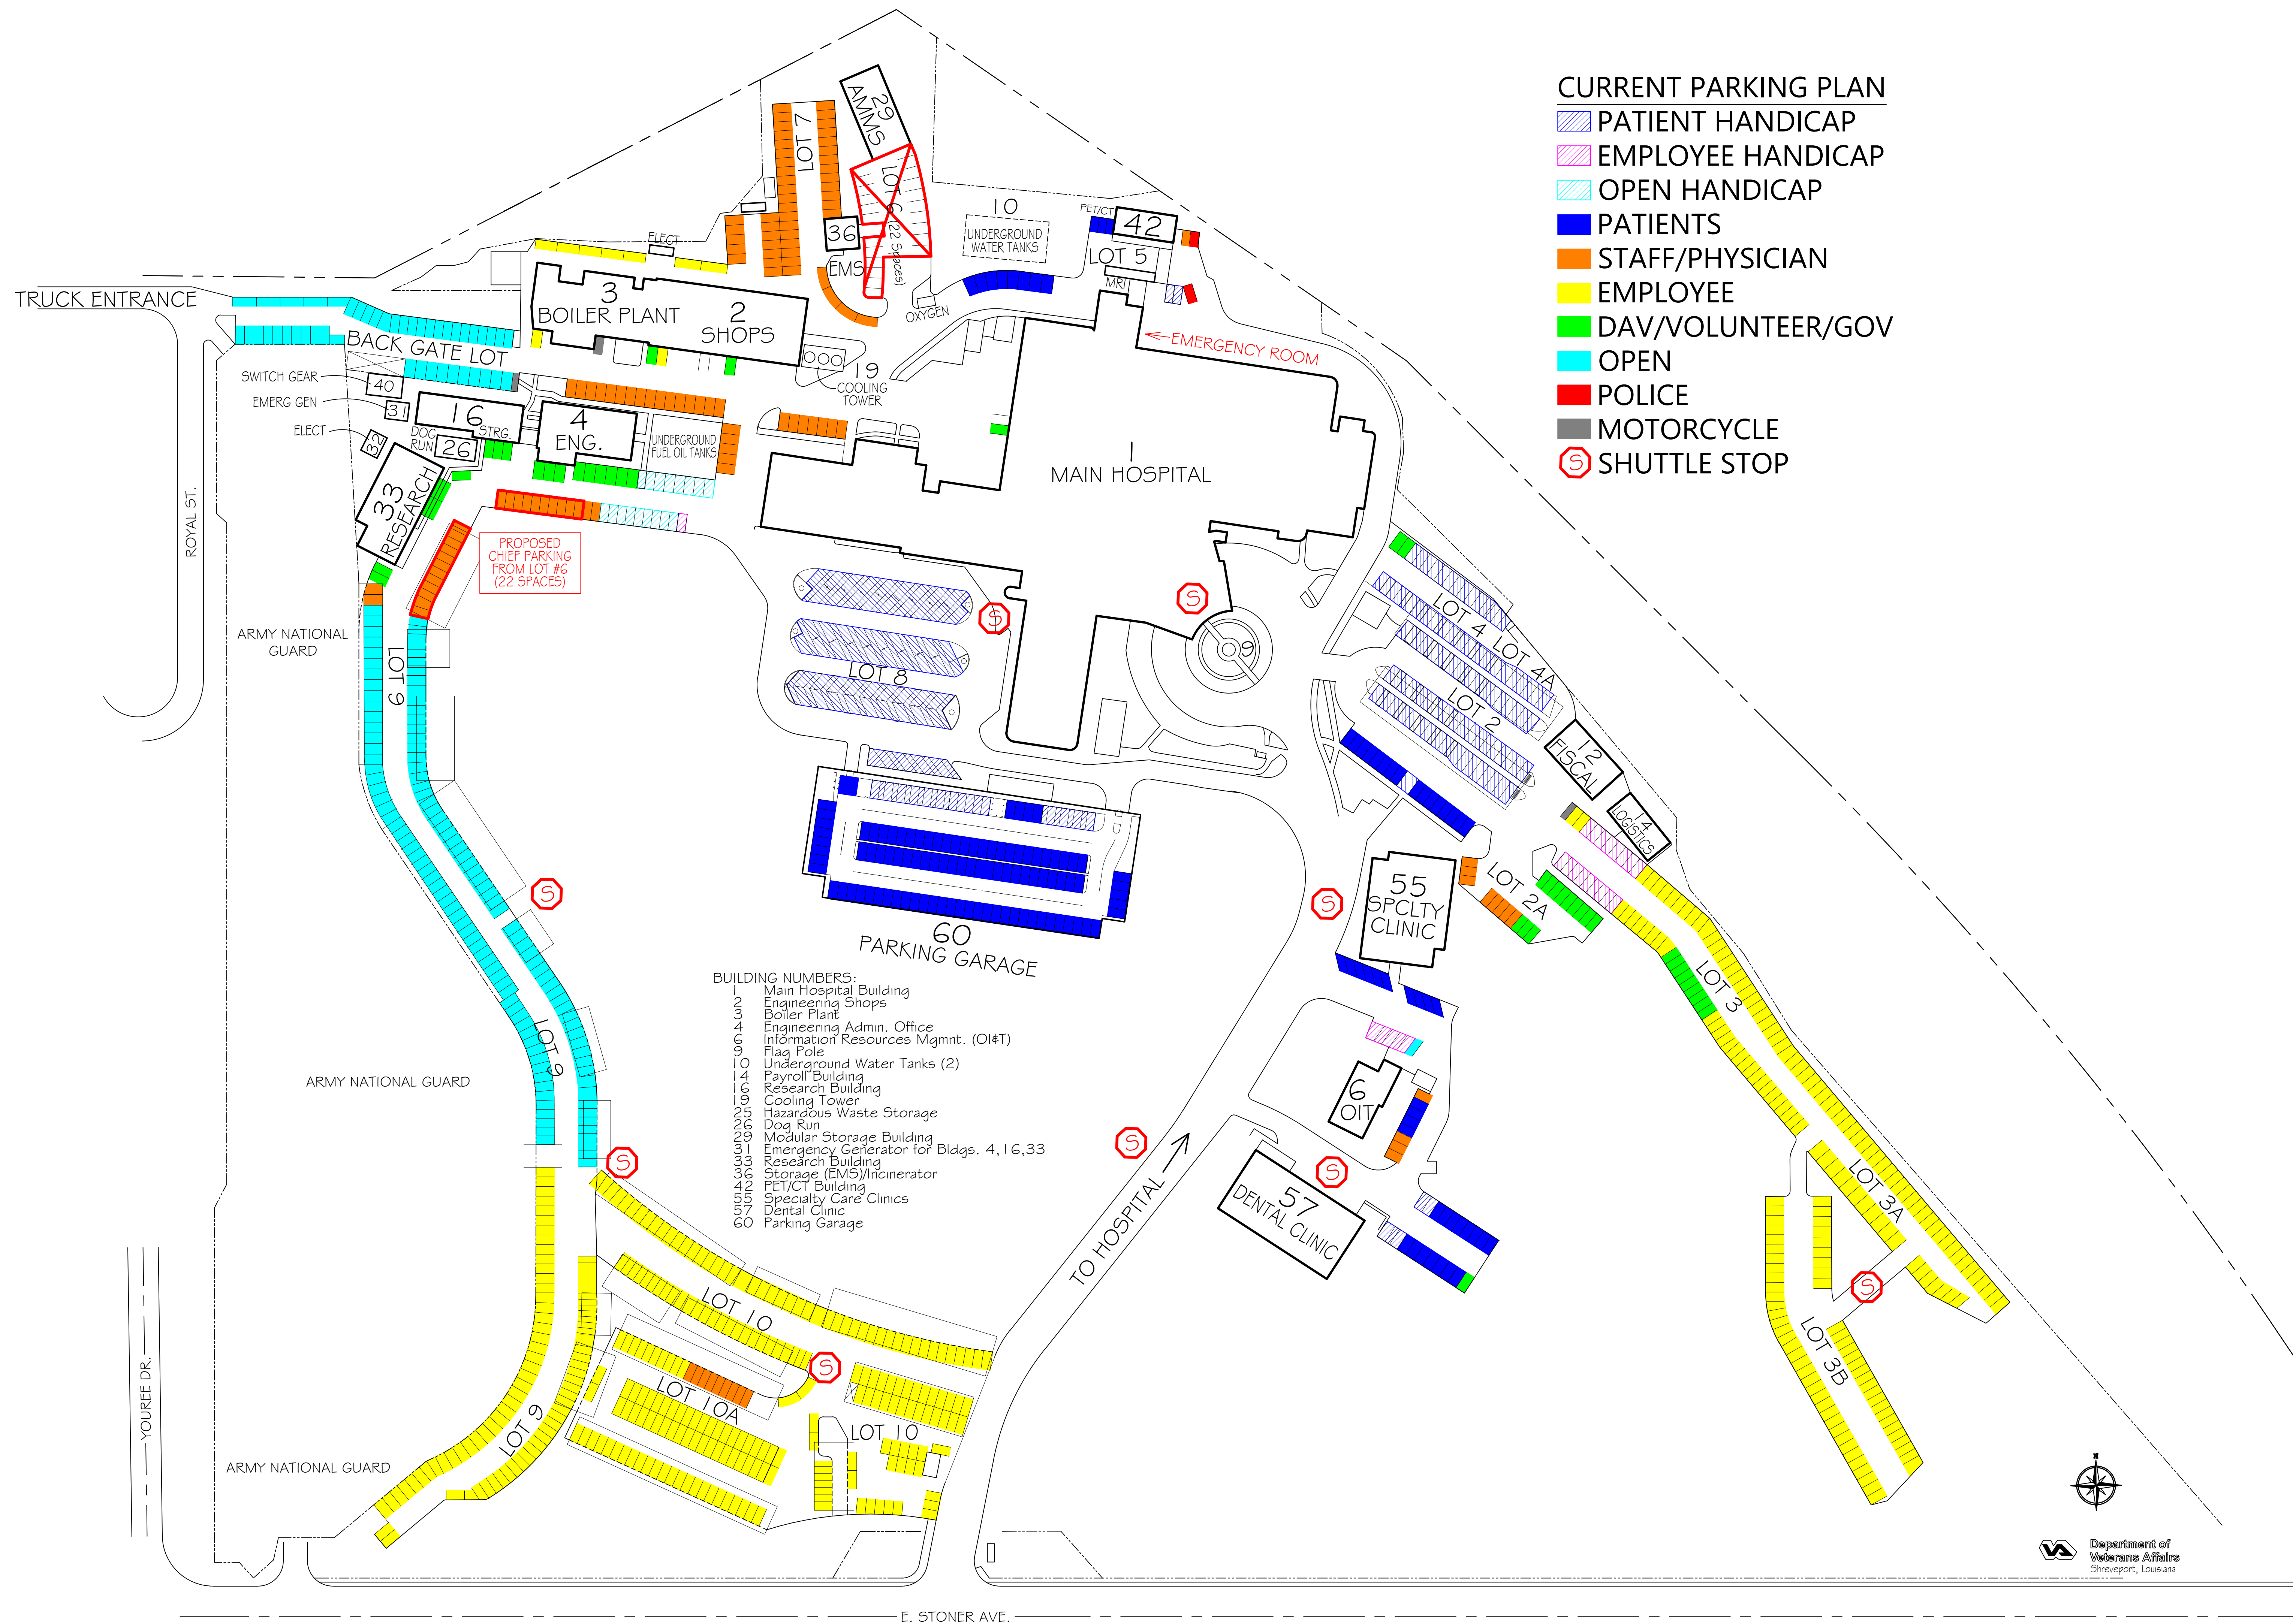 CURRENT PARKING PLAN
PATIENT HANDICAP
EMPLOYEE HANDICAP
OPEN HANDICAP
PATIENTS
STAFF/PHYSICIAN
EMPLOYEE
DAV/VOLUNTEER/GOV
OPEN
POLICE
MOTORCYCLE
S SHUTTLE STOP
29
AMMS
LOT 7
LOT 6
(22 Spaces)
36
EMS
10
UNDERGROUND
WATER TANKS
PET/CT
42
LOT 5
MRI
OXYGEN
ELECT
TRUCK ENTRANCE
3
BOILER PLANT
2
SHOPS
BACK GATE LOT
EMERGENCY ROOM
19
COOLING
TOWER
SWITCH GEAR
40
EMERG GEN
31
ELECT
32
16
STRG.
DOG
RUN
26
4
ENG.
UNDERGROUND
FUEL OIL TANKS
33
RESEARCH
1
MAIN HOSPITAL
ROYAL ST.
PROPOSED
CHIEF PARKING
FROM LOT #6
(22 SPACES)
ARMY NATIONAL
GUARD
LOT 9
LOT 8
S
S
9
LOT 4
LOT 4A
LOT 2
12
FISCAL
14
LOGISTICS
55
SPCLTY
CLINIC
LOT 2A
S
S
60
PARKING GARAGE
LOT 3
BUILDING NUMBERS:
1 Main Hospital Building
2 Engineering Shops
3 Boiler Plant
4 Engineering Admin. Office
6 Information Resources Mgmnt. (OI&T)
9 Flag Pole
10 Underground Water Tanks (2)
14 Payroll Building
16 Research Building
19 Cooling Tower
25 Hazardous Waste Storage
26 Dog Run
29 Modular Storage Building
31 Emergency Generator for Bldgs. 4,16,33
33 Research Building
36 Storage (EMS)/Incinerator
42 PET/CT Building
55 Specialty Care Clinics
57 Dental Clinic
60 Parking Garage
LOT 9
ARMY NATIONAL GUARD
6
OIT
S
S
S
57
DENTAL CLINIC
TO HOSPITAL
LOT 3A
S
LOT 3B
LOT 10
S
LOT 10A
LOT 10
LOT 9
YOUREE DR.
ARMY NATIONAL GUARD
N
VA
Department of
Veterans Affairs
Shreveport, Louisiana
E. STONER AVE.